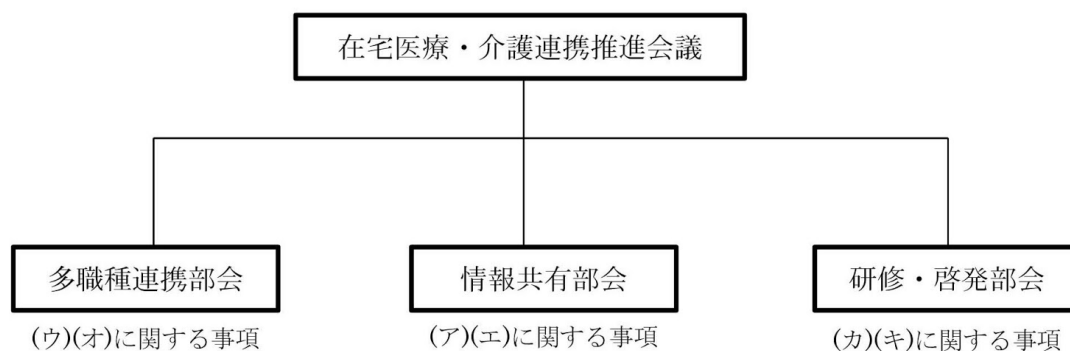 在宅医療・介護連携推進会議
多職種連携部会
情報共有部会
研修・啓発部会
(ウ)(オ)に関する事項
(ア)(エ)に関する事項
(カ)(キ)に関する事項